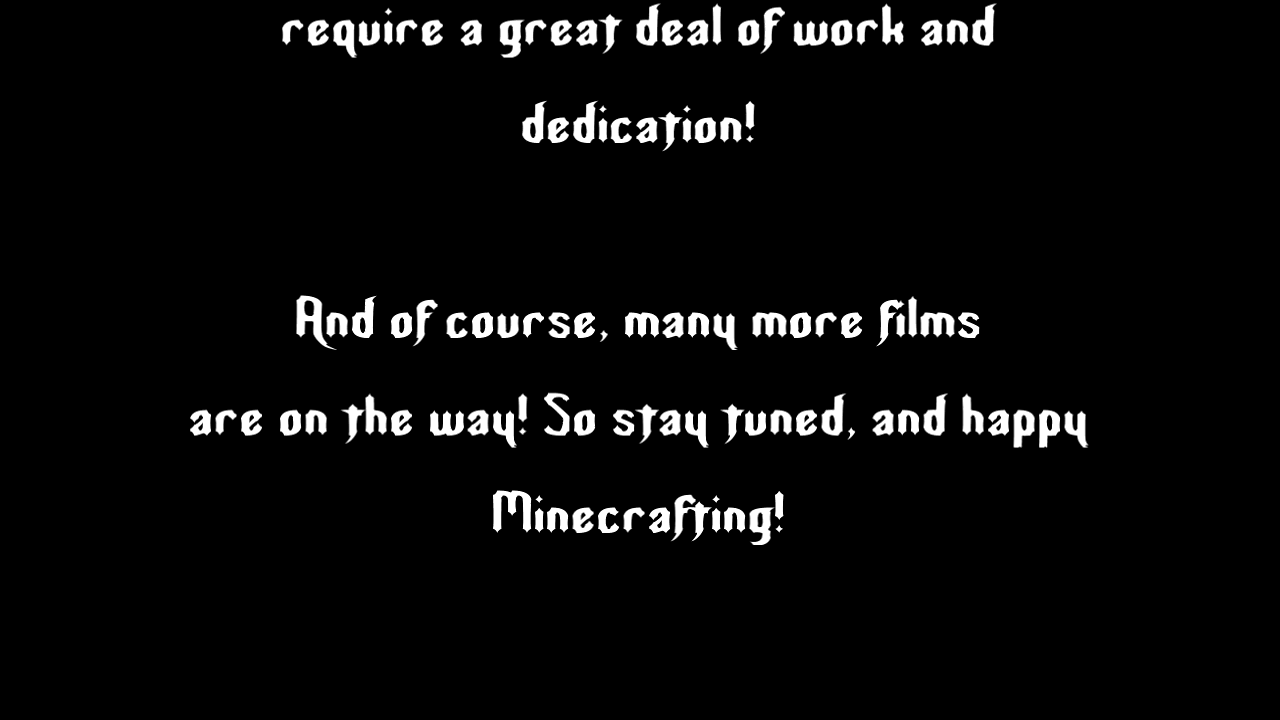 require a great deal of work and
dedication!
And of course, many more films
are on the way! So stay tuned, and happy
Minecrafting!